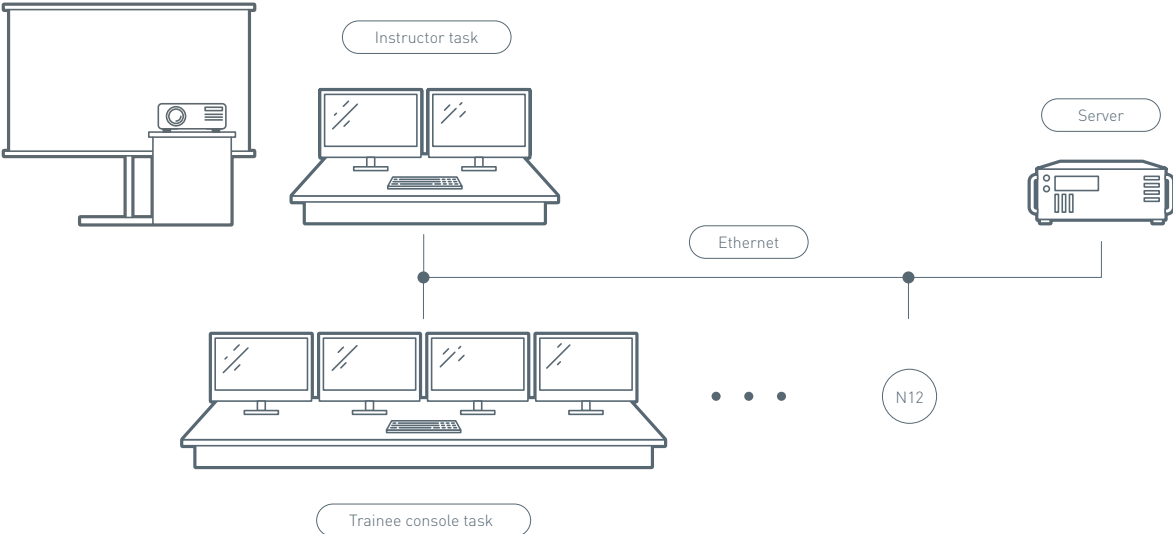 Instructor task
Server
Ethernet
N12
Trainee console task